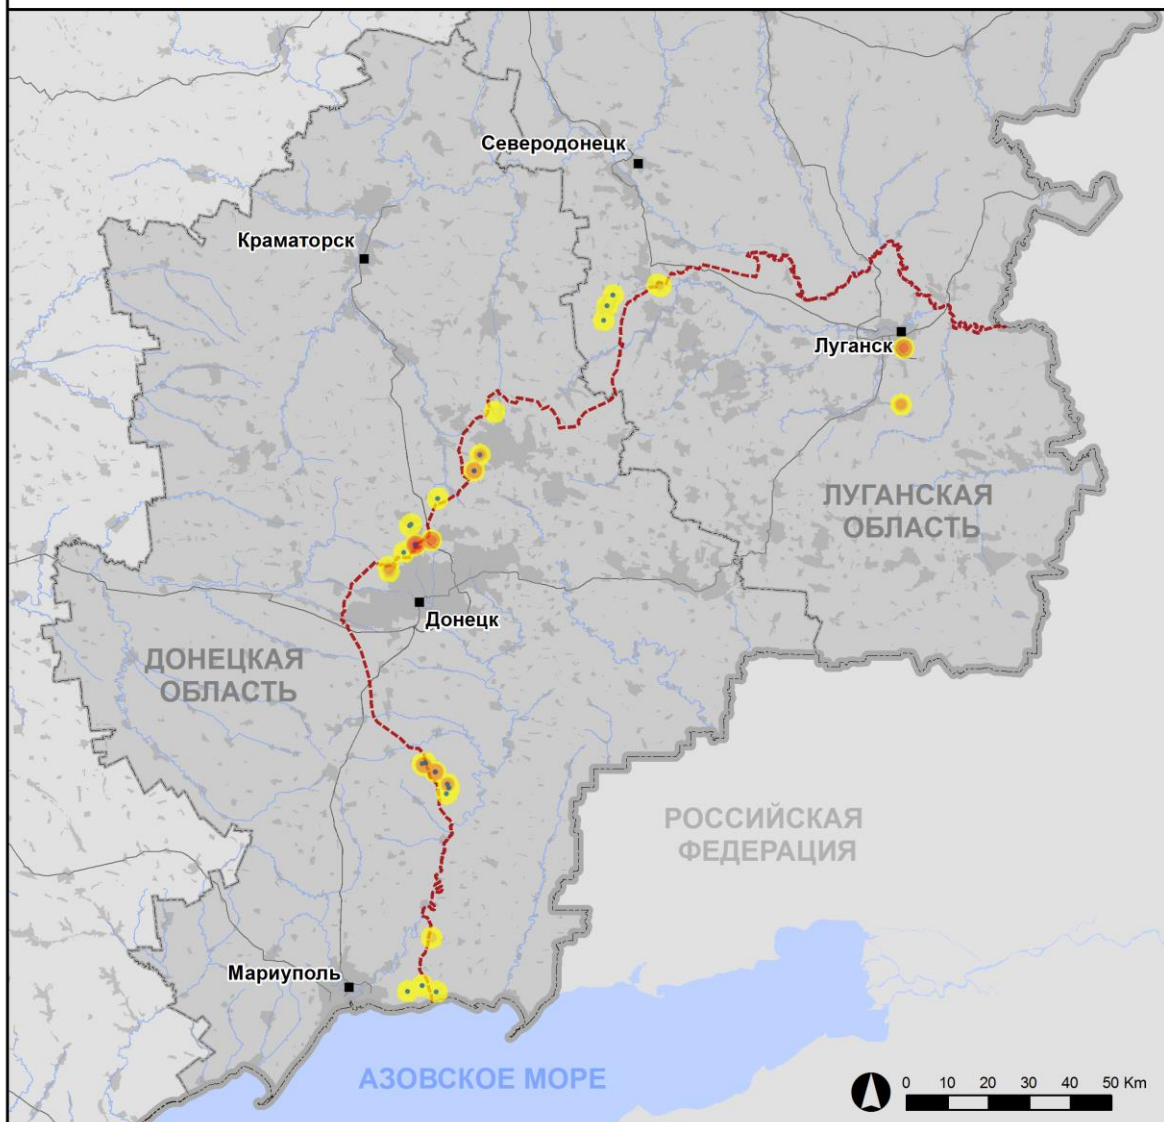 Северодонецк
Краматорск
Луганск
ЛУГАНСКАЯ
ОБЛАСТЬ
Донецк
ДОНЕЦКАЯ
ОБЛАСТЬ
РОССИЙСКАЯ
ФЕДЕРАЦИЯ
Мариуполь
АЗОВСКОЕ МОРЕ
0 10 20 30 40 50 Km